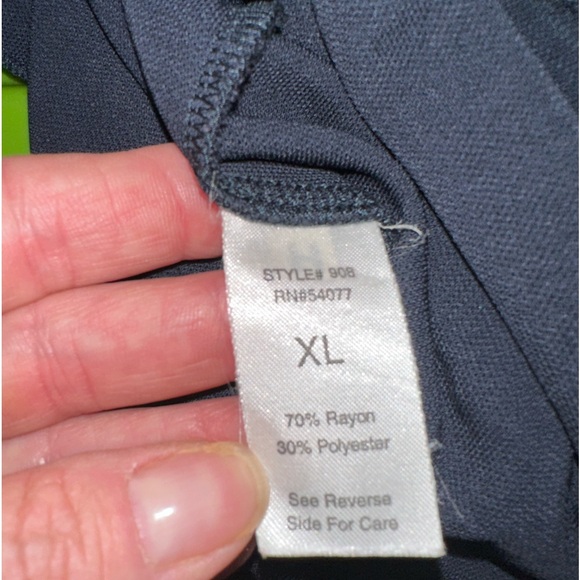 STYLE# 908
RN#54077
XL
70% Rayon
30% Polyester
See Reverse
Side For Care